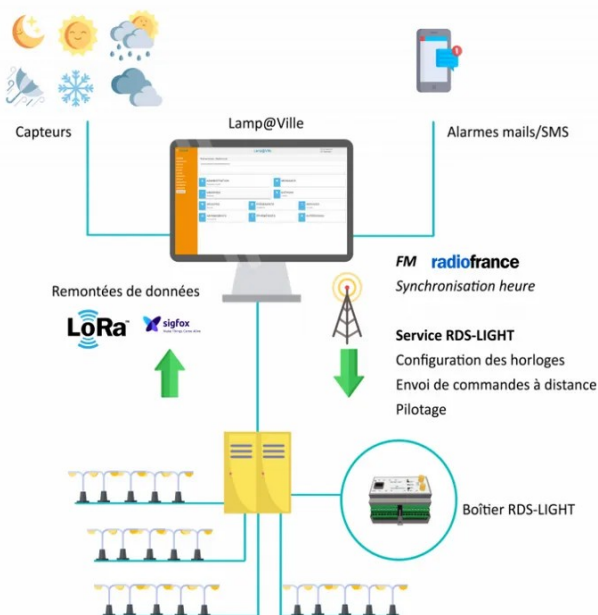 Capteurs
Lamp@Ville
Alarmes mails/SMS
FM radiofrance
Synchronisation heure
Remontées de données
LoRa
sigfox
Service RDS-LIGHT
Configuration des horloges
Envoi de commandes à distance
Pilotage
Boîtier RDS-LIGHT